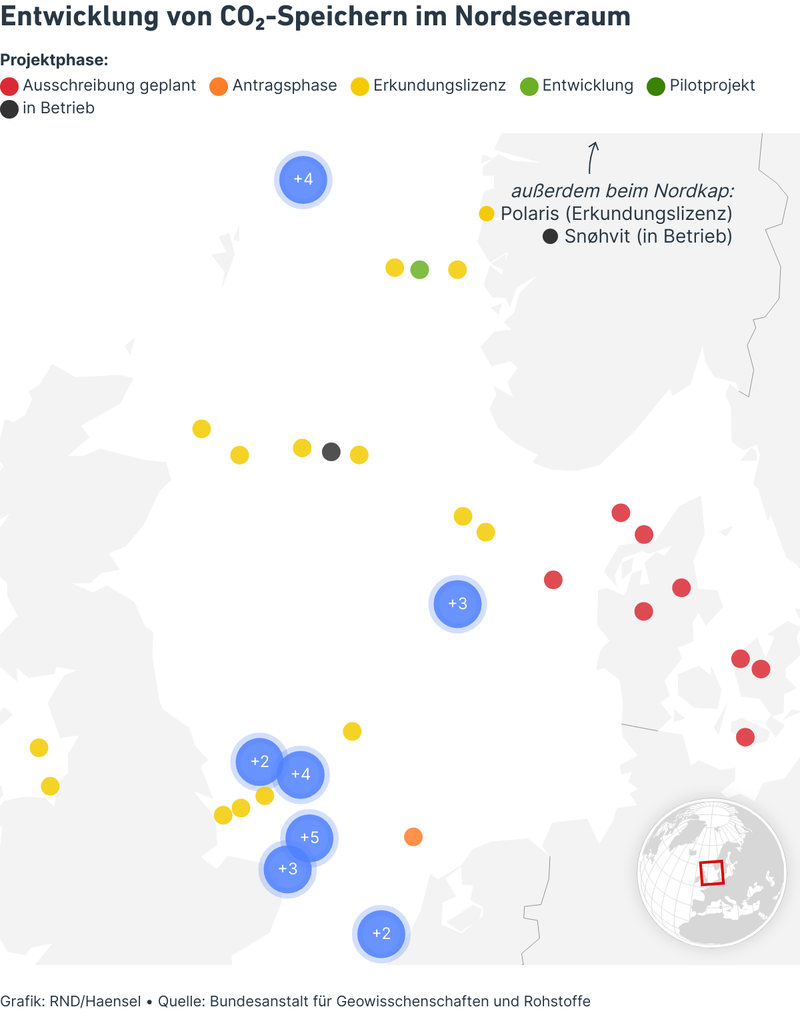 Entwicklung von CO₂-Speichern im Nordseeraum
Projektphase:
Ausschreibung geplant Antragsphase Erkundungslizenz Entwicklung Pilotprojekt
in Betrieb
+4
außerdem beim Nordkap:
Polaris (Erkundungslizenz)
Snøhvit (in Betrieb)
+3
+2
+4
+5
+3
+2
Grafik: RND/Haensel • Quelle: Bundesanstalt für Geowisschenschaften und Rohstoffe